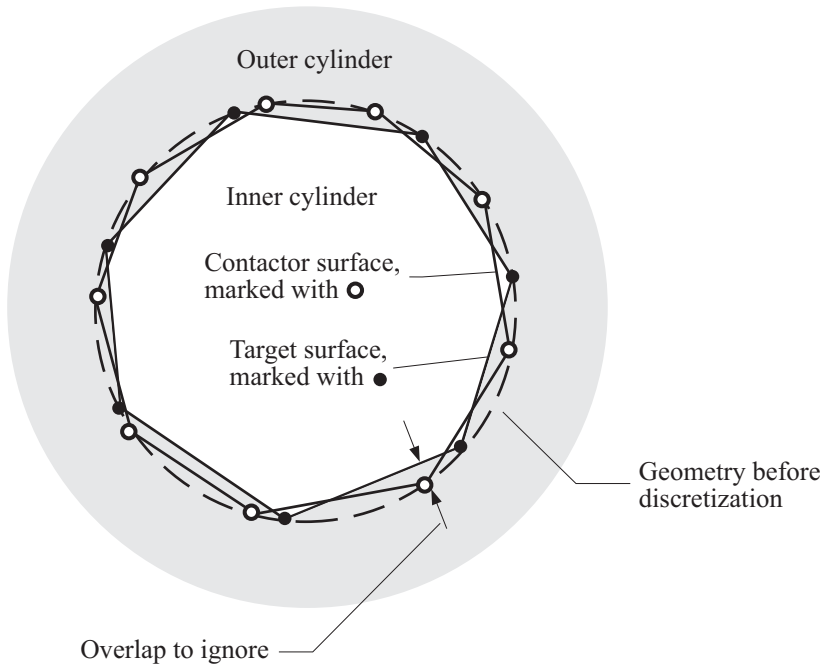 Outer cylinder
Inner cylinder
Contactor surface,
marked with
Target surface,
marked with
Geometry before
discretization
Overlap to ignore